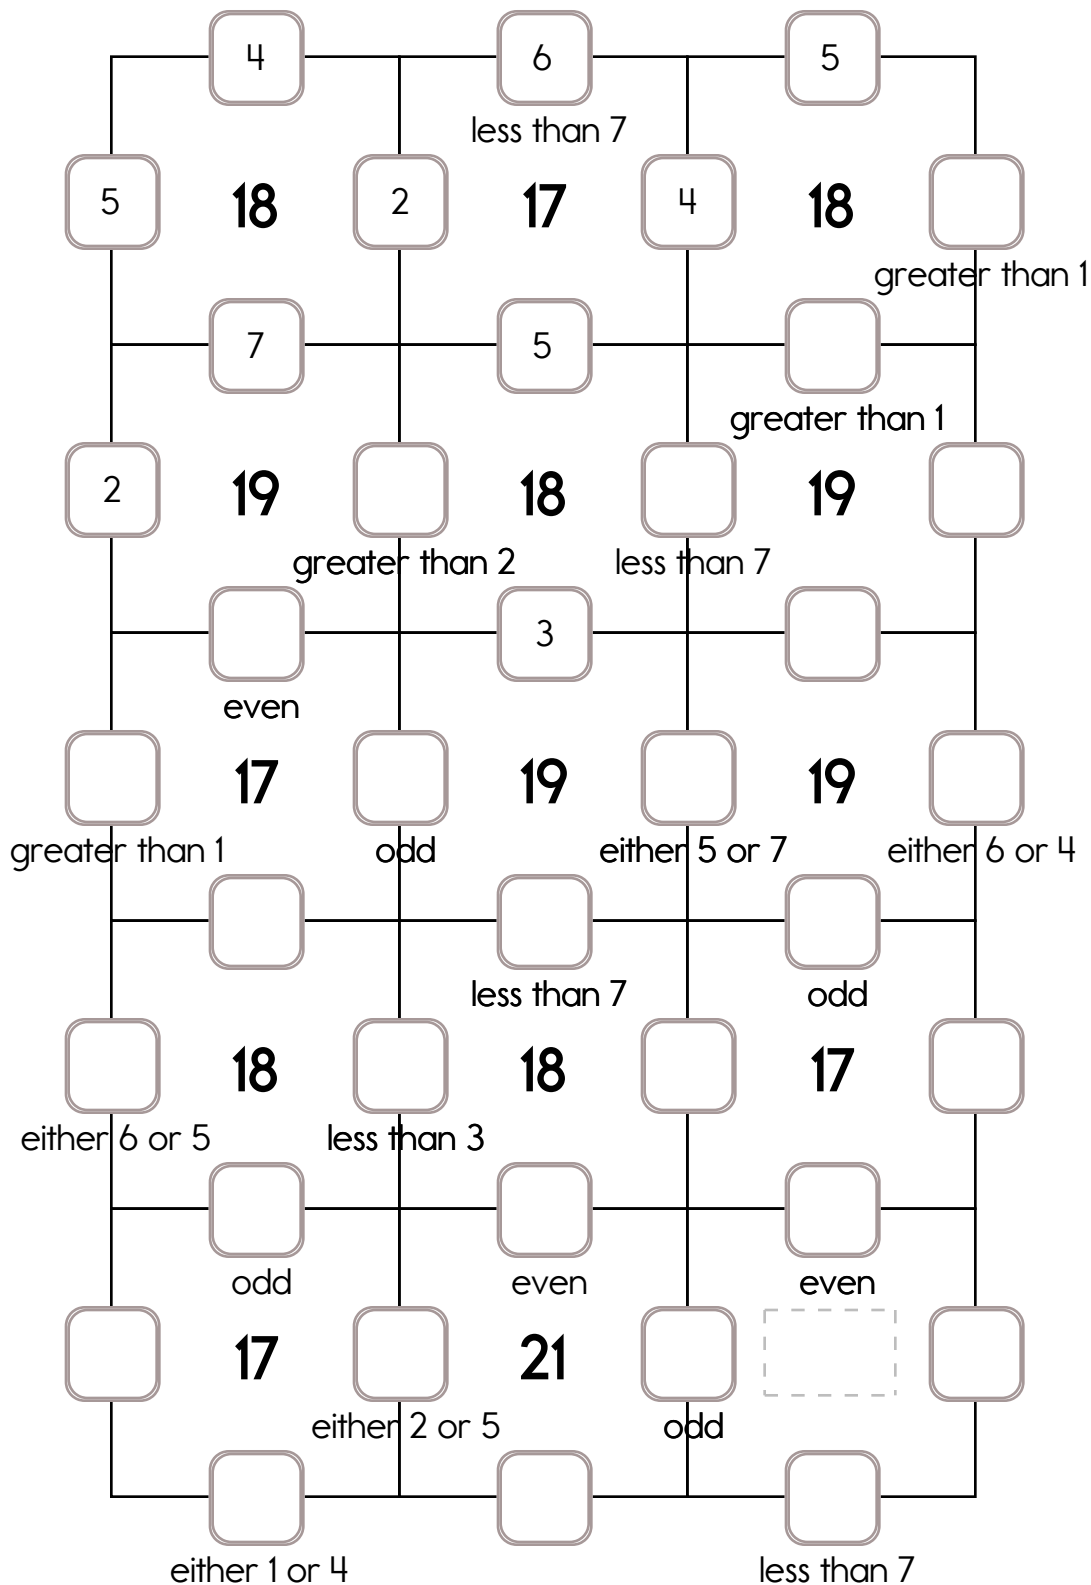 4 6 5
less than 7
5 18 2 17 4 18
greater than 1
7 5
greater than 1
2 19 18 19
greater than 2 less than 7
3
even
17 19 19
greater than 1 odd either 5 or 7 either 6 or 4
less than 7 odd
18 18 17
either 6 or 5 less than 3
odd even even
17 21
either 2 or 5 odd
either 1 or 4 less than 7